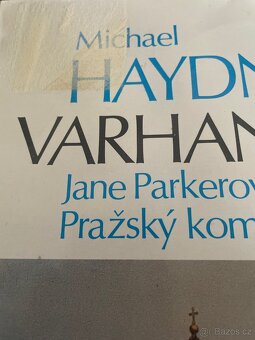 Michael
HAYDN
VARHAN
Jane Parkerov
Pražský kom
Bazos.cz